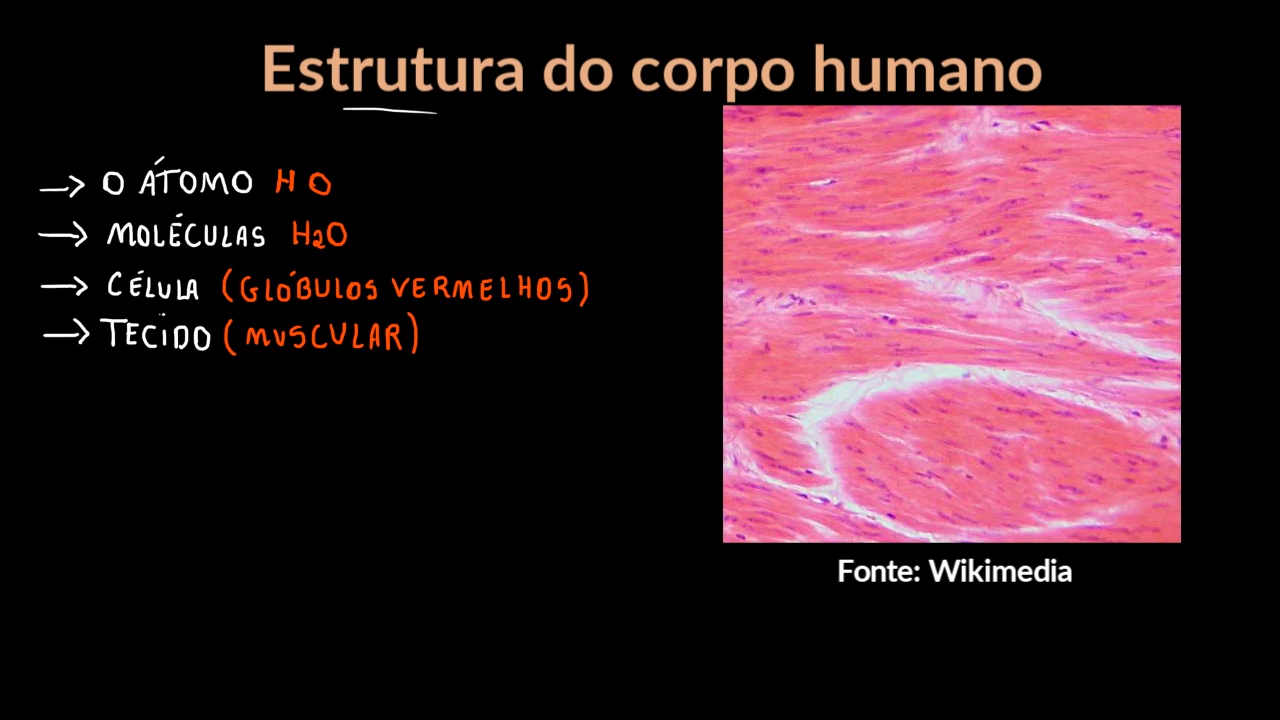 Estrutura do corpo humano
→ O ÁTOMO H O
→ MOLÉCULAS H2O
→ CÉLULA (GLÓBULOS VERMELHOS)
→ TECIDO (MUSCULAR)
Fonte: Wikimedia